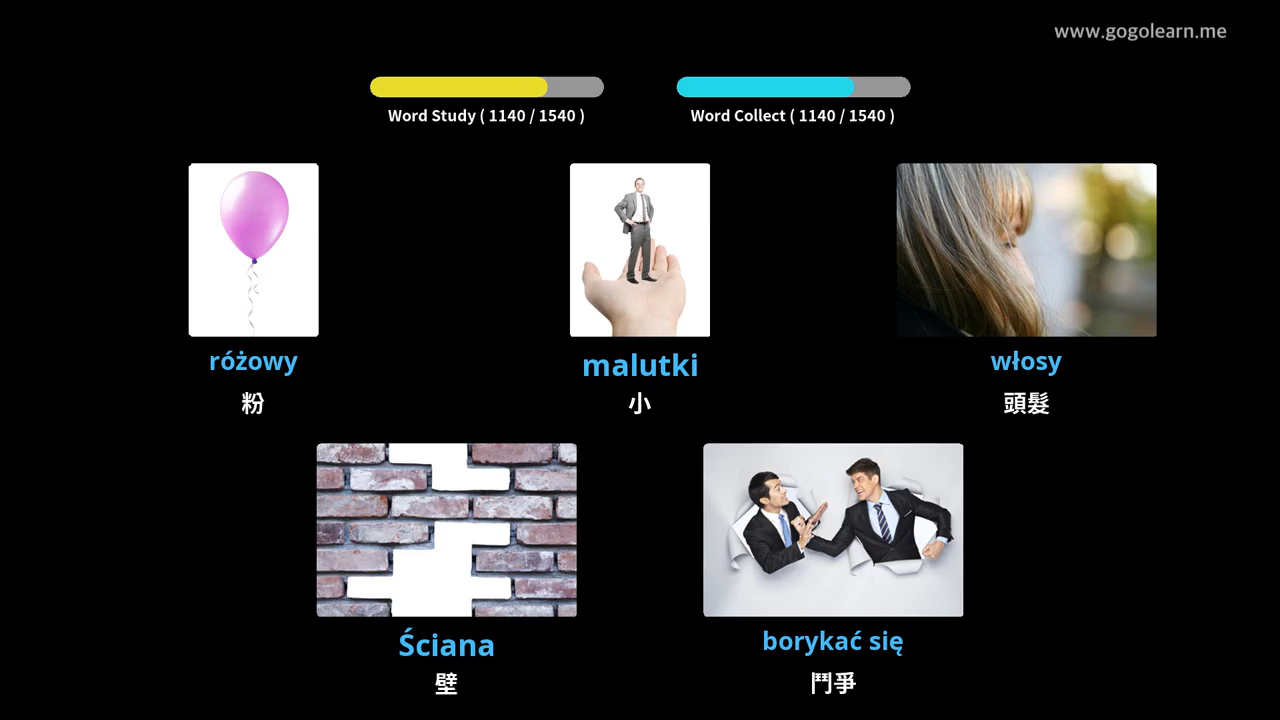 www.gogolearn.me
Word Study ( 1140 / 1540 )
Word Collect ( 1140 / 1540 )
różowy
malutki
włosy
粉
小
頭髮
Ściana
borykać się
壁
鬥爭